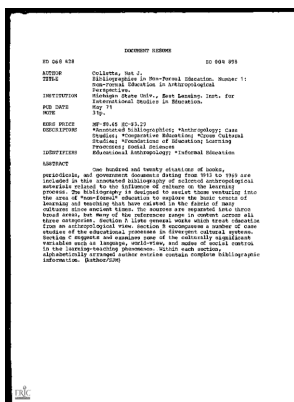 DOCUMENT RESUME
ED 068 428
SO 004 895
AUTHOR Colletta, Nat J.
TITLE Bibliographies in Non-Formal Education. Number 1:
Non-Formal Education in Anthropological
Perspective.
INSTITUTION Michigan State Univ., East Lansing. Inst. for
International Studies in Education.
PUB DATE May 71
NOTE 31p.
EDRS PRICE MF-$0.65 HC-$3.29
DESCRIPTORS *Annotated Bibliographies; *Anthropology; Case
Studies; *Comparative Education; *Cross Cultural
Studies; *Foundations of Education; Learning
Processes; Social Sciences
IDENTIFIERS Educational Anthropology; *Informal Education
ABSTRACT
One hundred and twenty citations of books,
periodicals, and government documents dating from 1913 to 1969 are
included in this annotated bibliography of selected anthropological
materials related to the influence of culture on the learning
process. The bibliography is designed to assist those venturing into
the area of "non-formal" education to explore the basic tenets of
learning and teaching that have existed in the fabric of many
cultures since ancient times. The sources are separated into three
broad areas, but many of the references range in content across all
three categories. Section A lists general works which treat education
from an anthropological view. Section B encompasses a number of case
studies of the educational processes in divergent cultural systems.
Section C suggests and examines some of the culturally significant
variables such as language, world-view, and modes of social control
in the learning-teaching phenomenon. Within each section,
alphabetically arranged author entries contain complete bibliographic
information. (Author/SJM)
ERIC